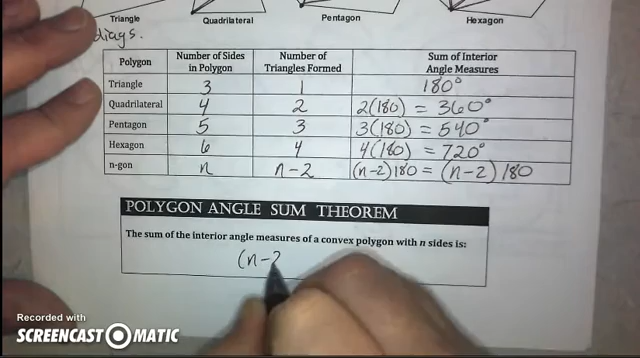 Triangle Quadrilateral Pentagon Hexagon
diags.
Polygon Number of Sides in Polygon Number of Triangles Formed Sum of Interior Angle Measures
Triangle 3 1 180°
Quadrilateral 4 2 2(180) = 360°
Pentagon 5 3 3(180) = 540°
Hexagon 6 4 4(180) = 720°
n-gon n n-2 (n-2)180 = (n-2)180
POLYGON ANGLE SUM THEOREM
The sum of the interior angle measures of a convex polygon with n sides is:
(n-2
Recorded with
SCREENCAST-O-MATIC